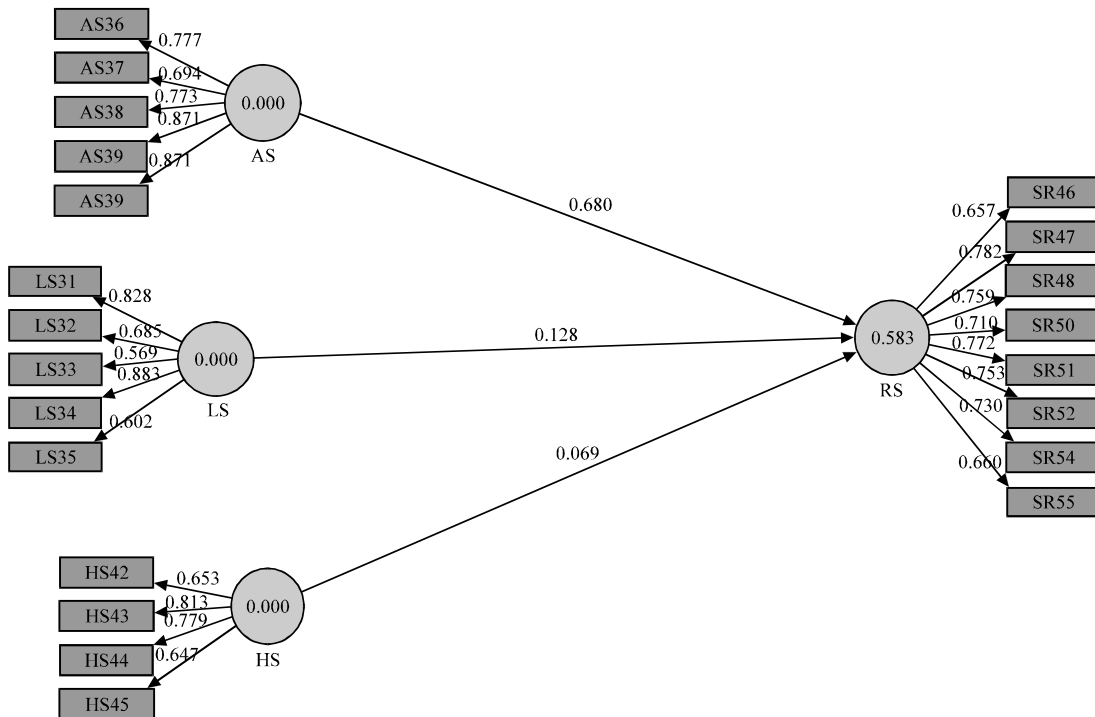 AS36
0.777
AS37
0.694
AS38
0.773
AS39
0.871
AS39
0.871
0.000
AS
0.680
LS31
0.828
LS32
0.685
LS33
0.569
LS34
0.883
LS35
0.602
0.000
LS
0.128
HS42
0.653
HS43
0.813
HS44
0.779
HS45
0.647
0.000
HS
0.069
0.583
RS
0.657
SR46
0.782
SR47
0.759
SR48
0.710
SR50
0.772
SR51
0.753
SR52
0.730
SR54
0.660
SR55